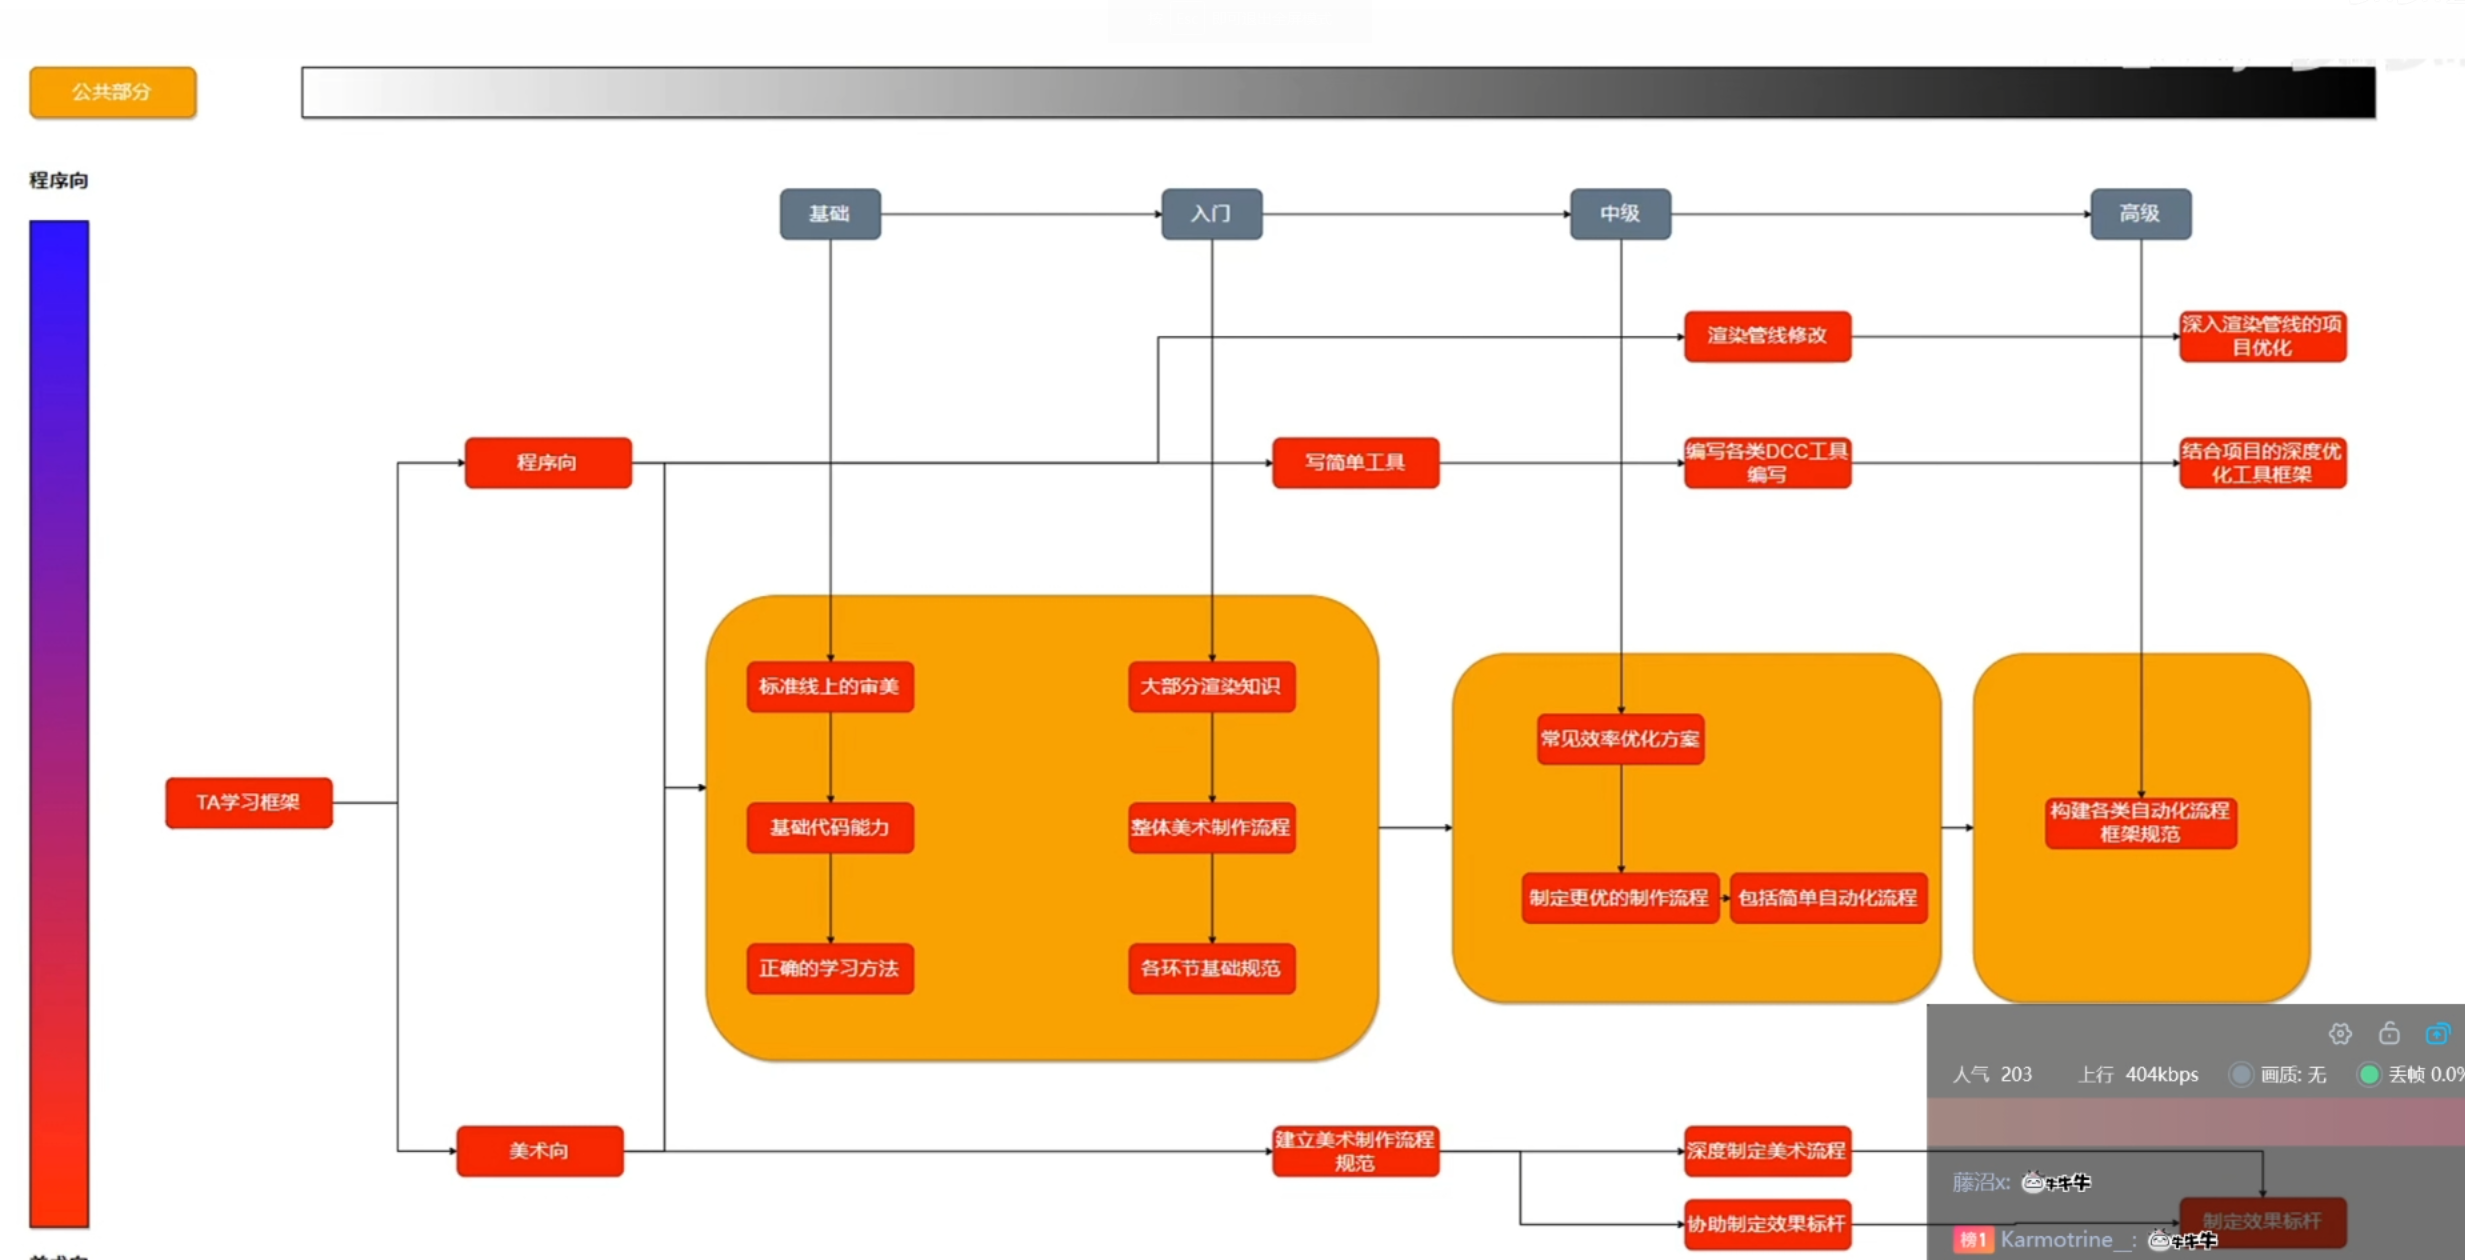 公共部分
程序向
基础
入门
中级
高级
渲染管线修改
深入渲染管线的项
目优化
程序向
写简单工具
编写各类DCC工具
编写
结合项目的深度优
化工具框架
标准线上的审美
大部分渲染知识
常见效率优化方案
TA学习框架
基础代码能力
整体美术制作流程
构建各类自动化流程
框架规范
制定更优的制作流程
包括简单自动化流程
正确的学习方法
各环节基础规范
人气 203 上行 404kbps 画质: 无 丢帧 0.0%
美术向
建立美术制作流程
规范
深度制定美术流程
藤沼x: 牛牛牛
协助制定效果标杆
制定效果标杆
榜1 Karmotrine__: 牛牛牛